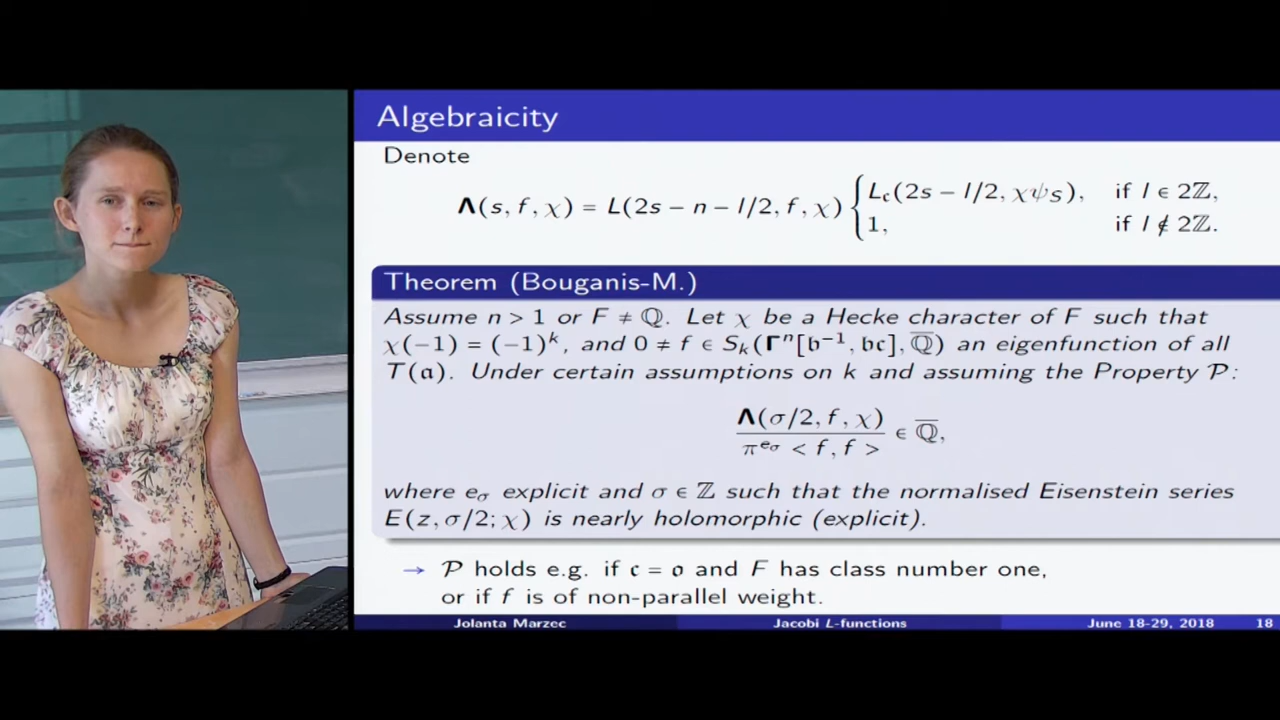 Algebraicity
Denote
Λ(s, f, χ) = L(2s − n − l/2, f, χ) { L_𝔠(2s − l/2, χψ_S), if l ∈ 2ℤ,
1, if l ∉ 2ℤ.
Theorem (Bouganis-M.)
Assume n > 1 or F ≠ ℚ. Let χ be a Hecke character of F such that
χ(−1) = (−1)^k, and 0 ≠ f ∈ S_k(Γ^n[𝔟^{−1}, 𝔟𝔠], ℚ̅) an eigenfunction of all
T(𝔞). Under certain assumptions on k and assuming the Property 𝒫:
Λ(σ/2, f, χ)
π^{e_σ} < f, f >
∈ ℚ̅,
where e_σ explicit and σ ∈ ℤ such that the normalised Eisenstein series
E(z, σ/2; χ) is nearly holomorphic (explicit).
→ 𝒫 holds e.g. if 𝔠 = 𝔬 and F has class number one,
or if f is of non-parallel weight.
Jolanta Marzec Jacobi L-functions June 18-29, 2018 18